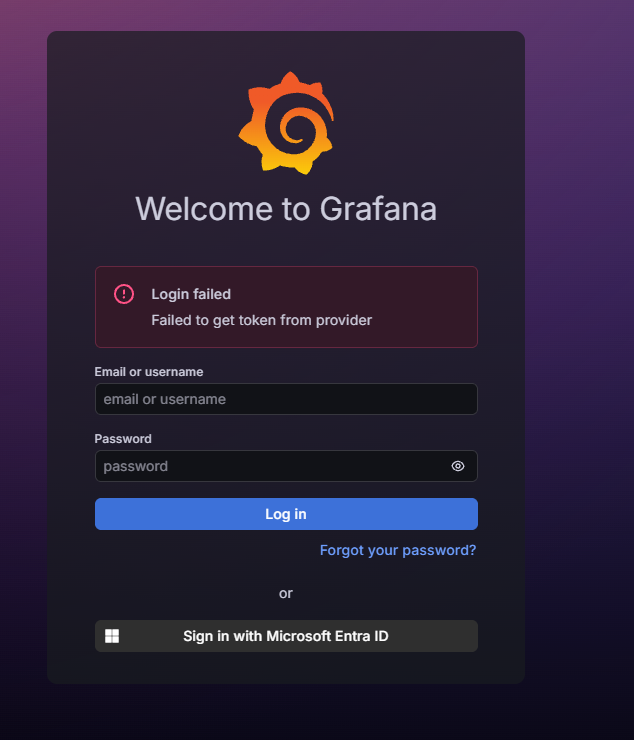 Welcome to Grafana
Login failed
Failed to get token from provider
Email or username
email or username
Password
password
Log in
Forgot your password?
or
Sign in with Microsoft Entra ID